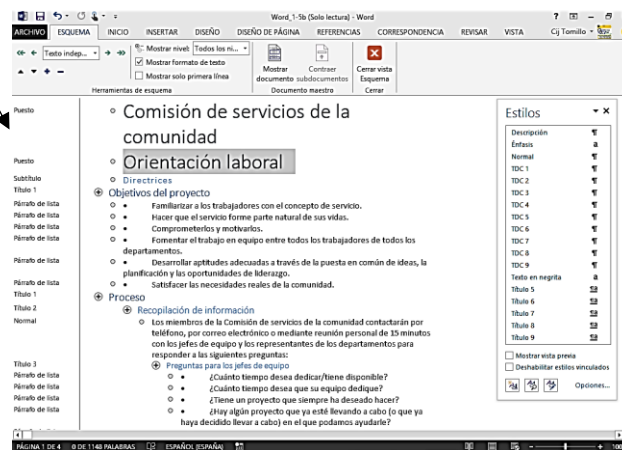 Word_1-5b (Solo lectura) - Word
ARCHIVO ESQUEMA INICIO INSERTAR DISEÑO DISEÑO DE PÁGINA REFERENCIAS CORRESPONDENCIA REVISAR VISTA Cij Tomillo
Texto indep...
Mostrar nivel: Todos los ni...
Mostrar formato de texto
Mostrar solo primera línea
Herramientas de esquema
Mostrar documento
Contraer subdocumentos
Documento maestro
Cerrar vista Esquema
Cerrar
Puesto Comisión de servicios de la
comunidad
Puesto Orientación laboral
Subtítulo Directrices
Título 1 Objetivos del proyecto
Párrafo de lista • Familiarizar a los trabajadores con el concepto de servicio.
Párrafo de lista • Hacer que el servicio forme parte natural de sus vidas.
Párrafo de lista • Comprometerlos y motivarlos.
Párrafo de lista • Fomentar el trabajo en equipo entre todos los trabajadores de todos los
departamentos.
Párrafo de lista • Desarrollar aptitudes adecuadas a través de la puesta en común de ideas, la
planificación y las oportunidades de liderazgo.
Párrafo de lista • Satisfacer las necesidades reales de la comunidad.
Título 1 Proceso
Título 2 Recopilación de información
Normal Los miembros de la Comisión de servicios de la comunidad contactarán por
teléfono, por correo electrónico o mediante reunión personal de 15 minutos
con los jefes de equipo y los representantes de los departamentos para
responder a las siguientes preguntas:
Título 3 Preguntas para los jefes de equipo
Párrafo de lista • ¿Cuánto tiempo desea dedicar/tiene disponible?
Párrafo de lista • ¿Cuánto tiempo desea que su equipo dedique?
Párrafo de lista • ¿Tiene un proyecto que siempre ha deseado hacer?
Párrafo de lista • ¿Hay algún proyecto que ya esté llevando a cabo (o que ya
haya decidido llevar a cabo) en el que podamos ayudarle?
Estilos
Descripción
Énfasis a
Normal
TDC 1
TDC 2
TDC 3
TDC 4
TDC 5
TDC 6
TDC 7
TDC 8
TDC 9
Texto en negrita a
Título 5
Título 6
Título 7
Título 8
Título 9
Mostrar vista previa
Deshabilitar estilos vinculados
Opciones...
PÁGINA 1 DE 4 8 DE 1148 PALABRAS ESPAÑOL (ESPAÑA) 100